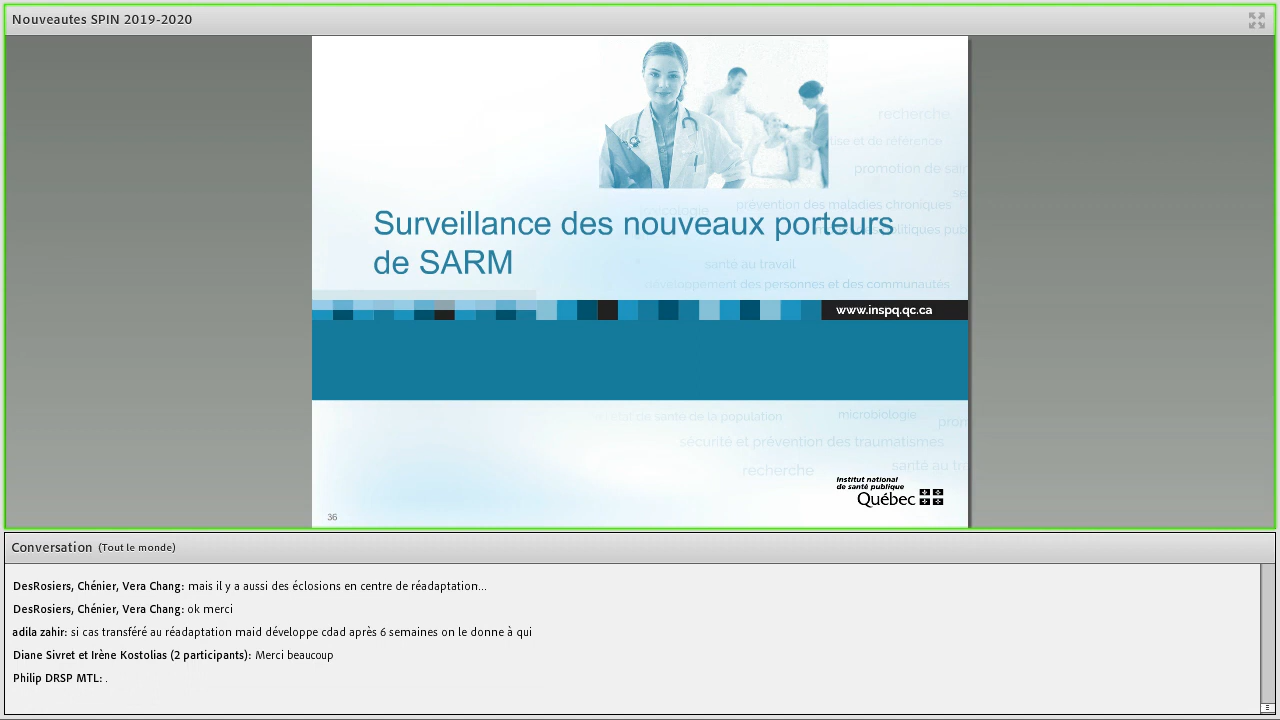 Nouveautes SPIN 2019-2020
recherche
tise et de référence
promotion de
prévention des maladies chroniques
Surveillance des nouveaux porteurs
de SARM
santé au travail
développement des personnes et des communautés
www.inspq.qc.ca
de santé de la population
microbiologie
sécurité et prévention des traumatismes
recherche
santé au
Institut national
de santé publique
Québec
36
Conversation (Tout le monde)
DesRosiers, Chénier, Vera Chang: mais il y a aussi des éclosions en centre de réadaptation...
DesRosiers, Chénier, Vera Chang: ok merci
adila zahir: si cas transféré au réadaptation maid développe cdad après 6 semaines on le donne à qui
Diane Sivret et Irène Kostolias (2 participants): Merci beaucoup
Philip DRSP MTL: .